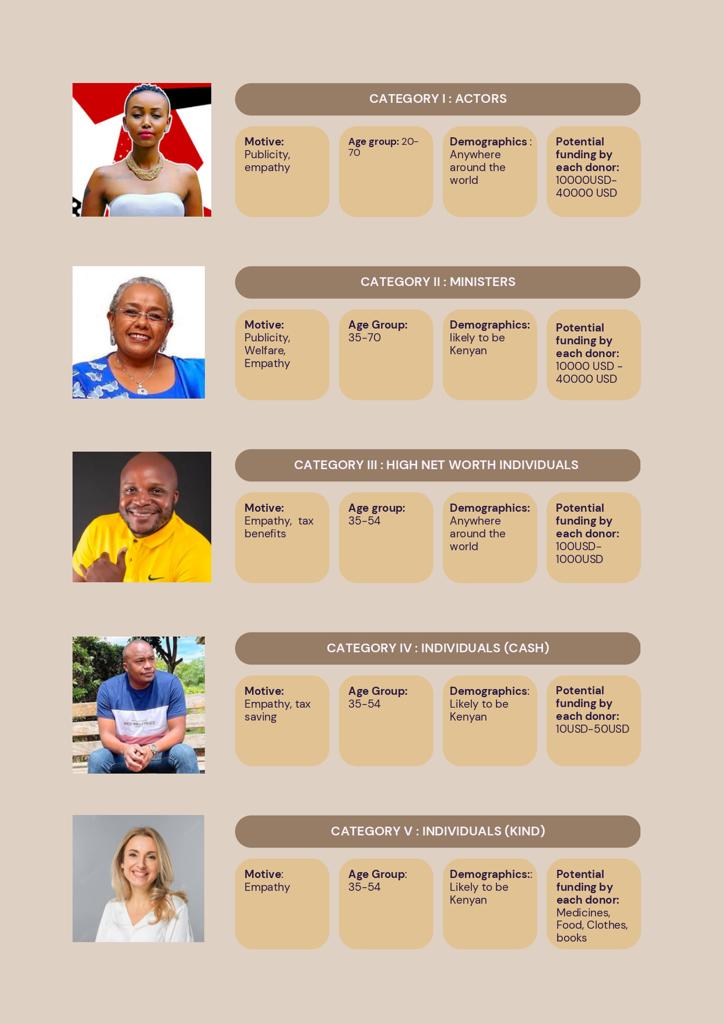 CATEGORY I : ACTORS
Motive:
Publicity,
empathy
Age group: 20-
70
Demographics :
Anywhere
around the
world
Potential
funding by
each donor:
10000USD-
40000 USD
CATEGORY II : MINISTERS
Motive:
Publicity,
Welfare,
Empathy
Age Group:
35-70
Demographics:
likely to be
Kenyan
Potential
funding by
each donor:
10000 USD -
40000 USD
CATEGORY III : HIGH NET WORTH INDIVIDUALS
Motive:
Empathy, tax
benefits
Age group:
35-54
Demographics:
Anywhere
around the
world
Potential
funding by
each donor:
100USD-
1000USD
CATEGORY IV : INDIVIDUALS (CASH)
Motive:
Empathy, tax
saving
Age Group:
35-54
Demographics:
Likely to be
Kenyan
Potential
funding by
each donor:
10USD-50USD
CATEGORY V : INDIVIDUALS (KIND)
Motive:
Empathy
Age Group:
35-54
Demographics::
Likely to be
Kenyan
Potential
funding by
each donor:
Medicines,
Food, Clothes,
books